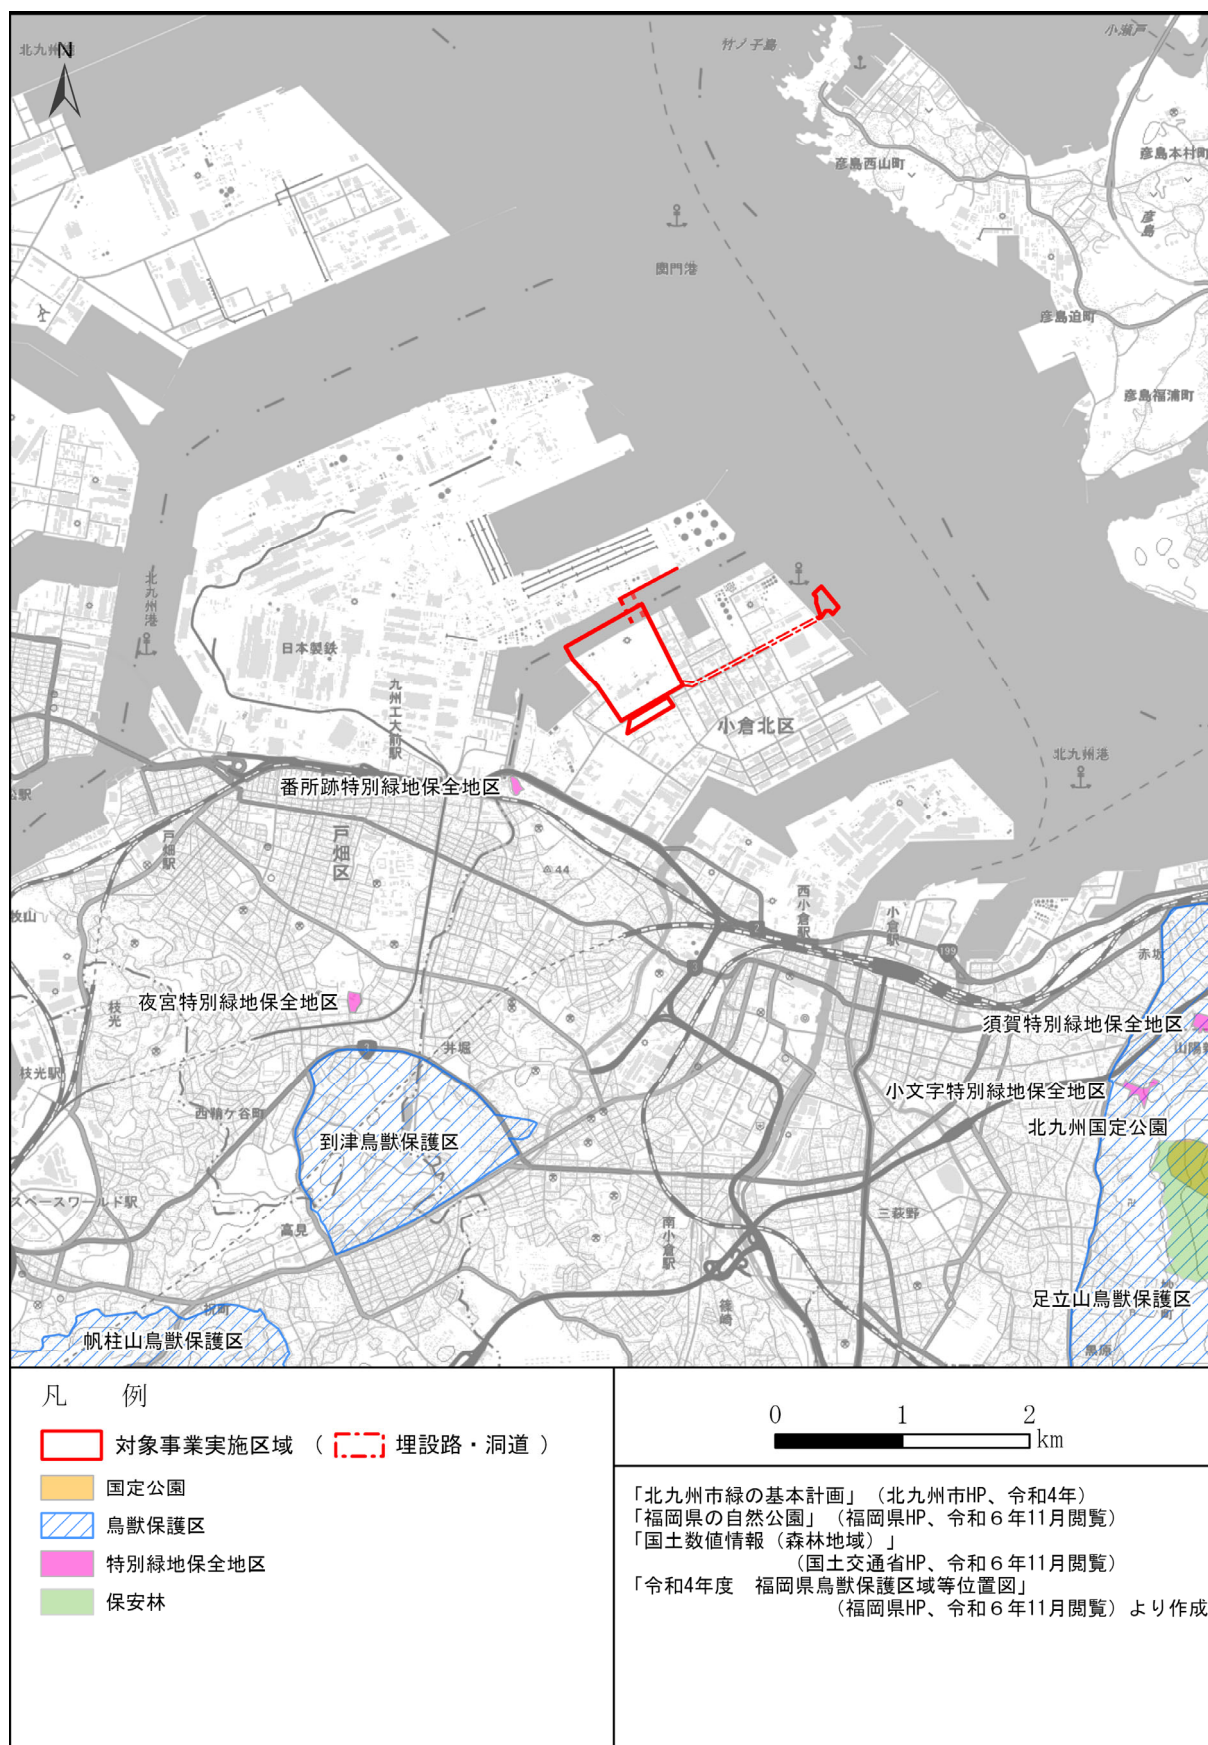 北九州港
N
竹ノ子島
小瀬戸
彦島西山町
彦島本村町
彦島
関門港
彦島迫町
彦島福浦町
北九州港
日本製鉄
九州工大前駅
小倉北区
北九州港
番所跡特別緑地保全地区
戸畑駅
戸畑区
44
西小倉駅
小倉駅
199
3
枝光
夜宮特別緑地保全地区
赤坂
須賀特別緑地保全地区
3
井堀
枝光駅
小文字特別緑地保全地区
西鞘ケ谷町
北九州国定公園
到津鳥獣保護区
スペースワールド駅
高見
南小倉駅
三萩野
足立山鳥獣保護区
祝町
篠崎
帆柱山鳥獣保護区
黒原
凡　例
対象事業実施区域 （ 埋設路・洞道 ）
国定公園
鳥獣保護区
特別緑地保全地区
保安林
0 1 2
km
「北九州市緑の基本計画」（北九州市HP、令和4年）
「福岡県の自然公園」（福岡県HP、令和６年11月閲覧）
「国土数値情報（森林地域）」
（国土交通省HP、令和６年11月閲覧）
「令和4年度　福岡県鳥獣保護区域等位置図」
（福岡県HP、令和６年11月閲覧）より作成